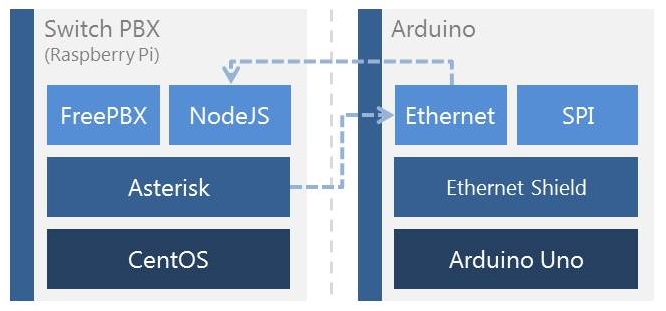 Switch PBX
(Raspberry Pi)
FreePBX
NodeJS
Asterisk
CentOS
Arduino
Ethernet
SPI
Ethernet Shield
Arduino Uno